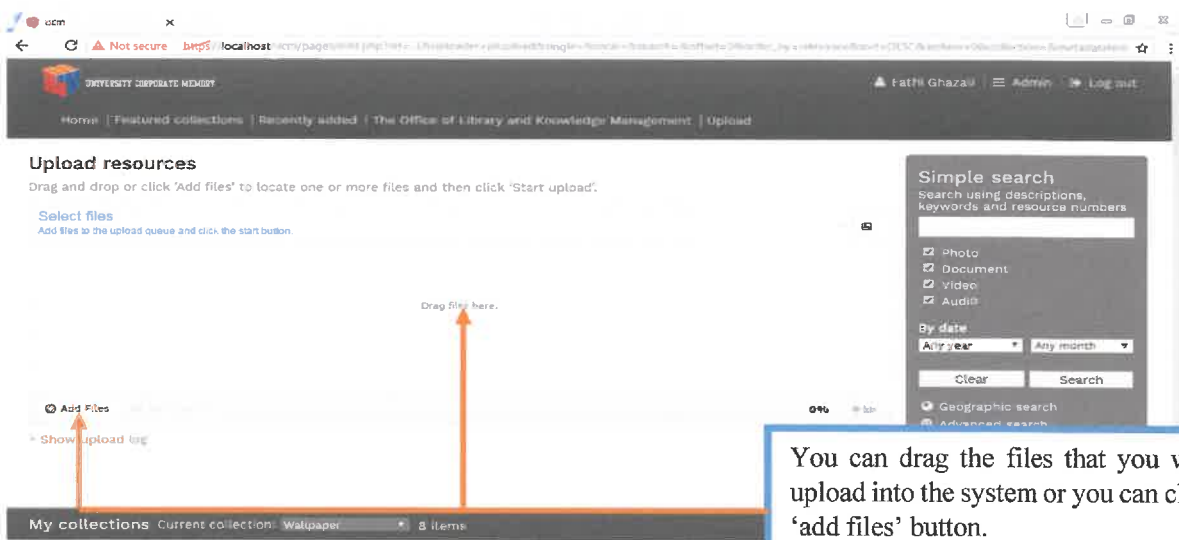 ucm ×
Not secure https localhost
UNIVERSITY CORPORATE MEMORY
Fathi Ghazali Admin Log out
Home | Featured collections | Recently added | The Office of Library and Knowledge Management | Upload
Upload resources
Drag and drop or click 'Add files' to locate one or more files and then click 'Start upload'.
Select files
Add files to the upload queue and click the start button.
Drag files here.
Add Files
0%
Show upload log
Simple search
Search using descriptions,
keywords and resource numbers
Photo
Document
Video
Audio
By date
Any year Any month
Clear Search
Geographic search
Advanced search
My collections Current collection: Wallpaper 8 items
You can drag the files that you
upload into the system or you can
'add files' button.